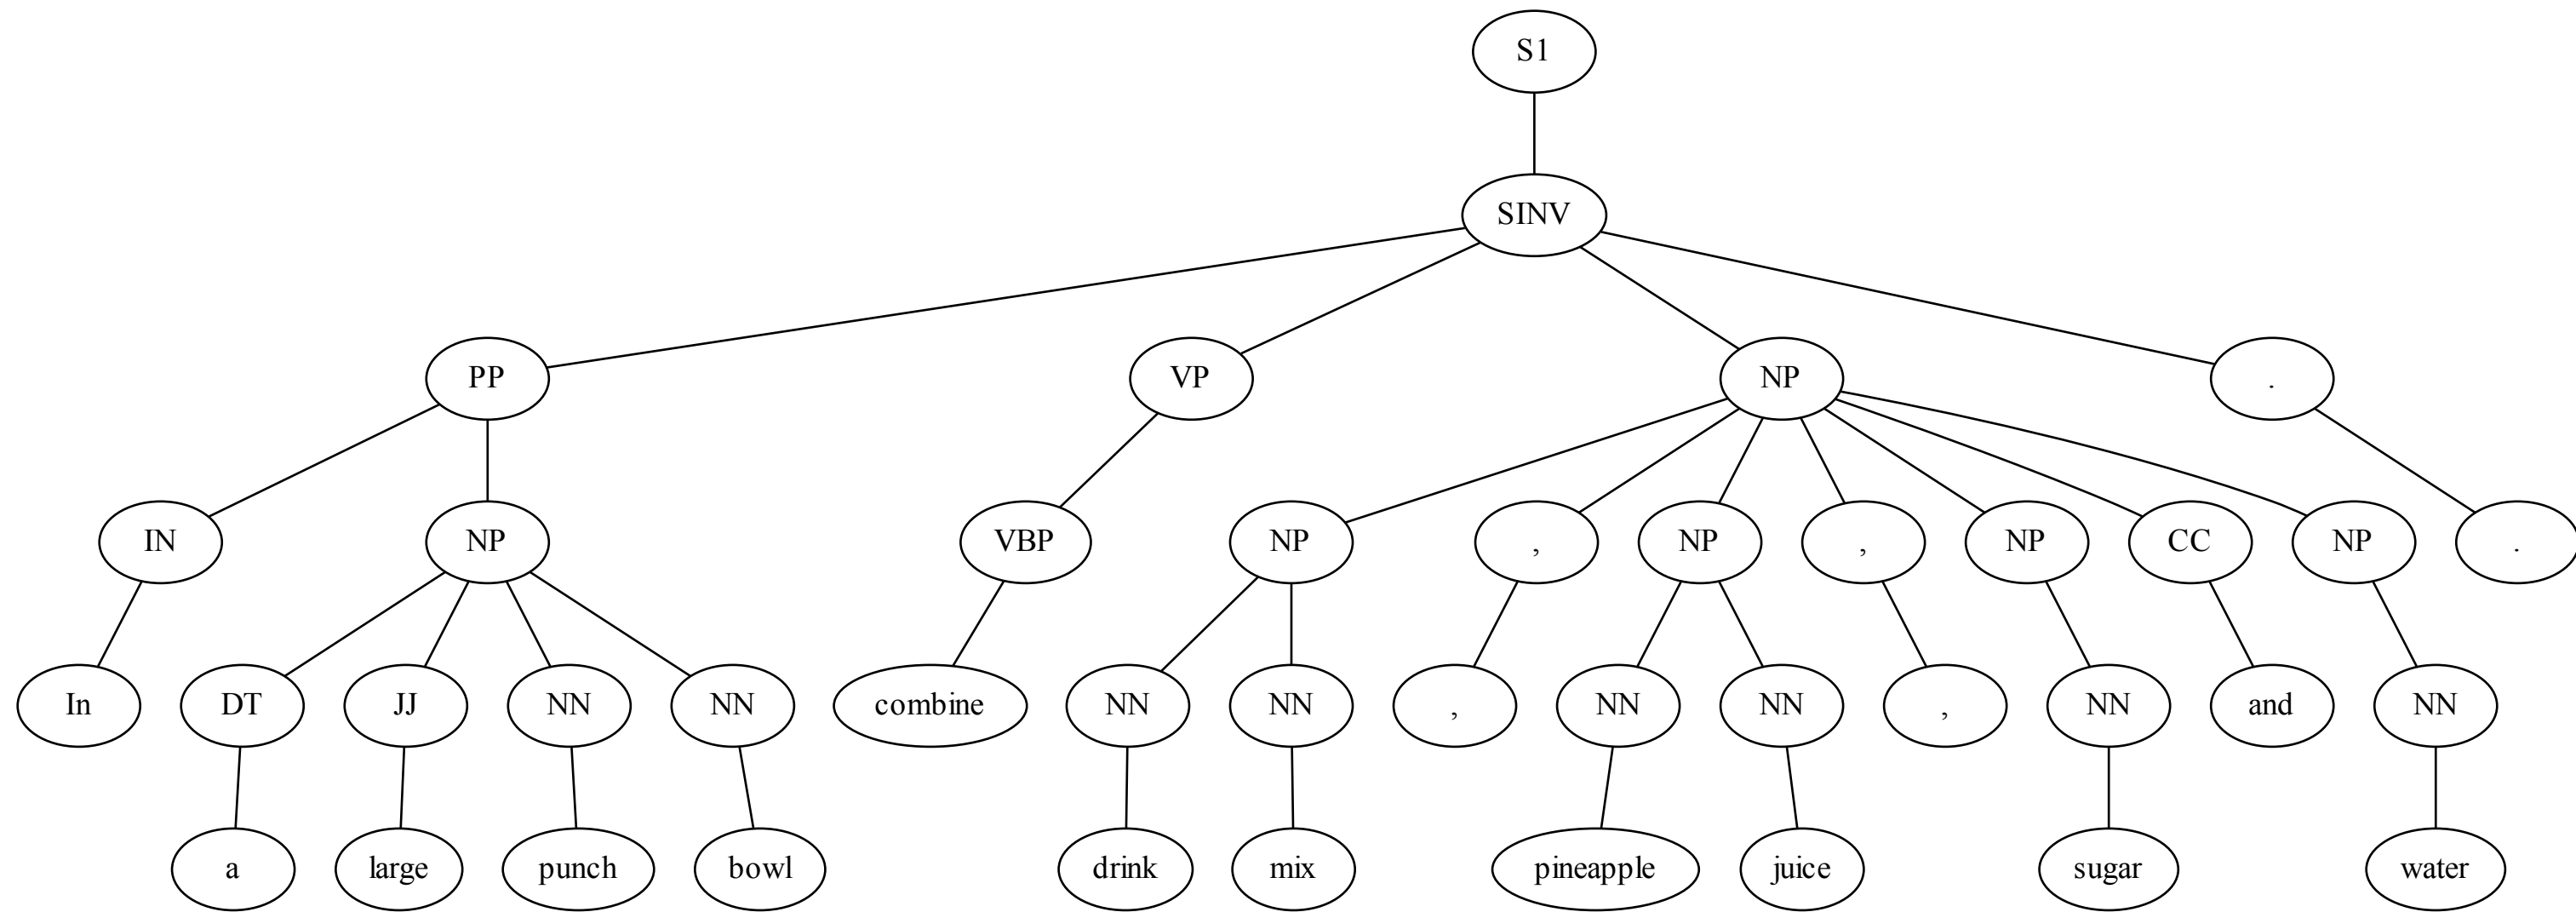 S1
SINV
PP VP NP .
IN NP VBP NP , NP , NP CC NP .
In DT JJ NN NN combine NN NN , NN NN , NN and NN
a large punch bowl drink mix pineapple juice sugar water